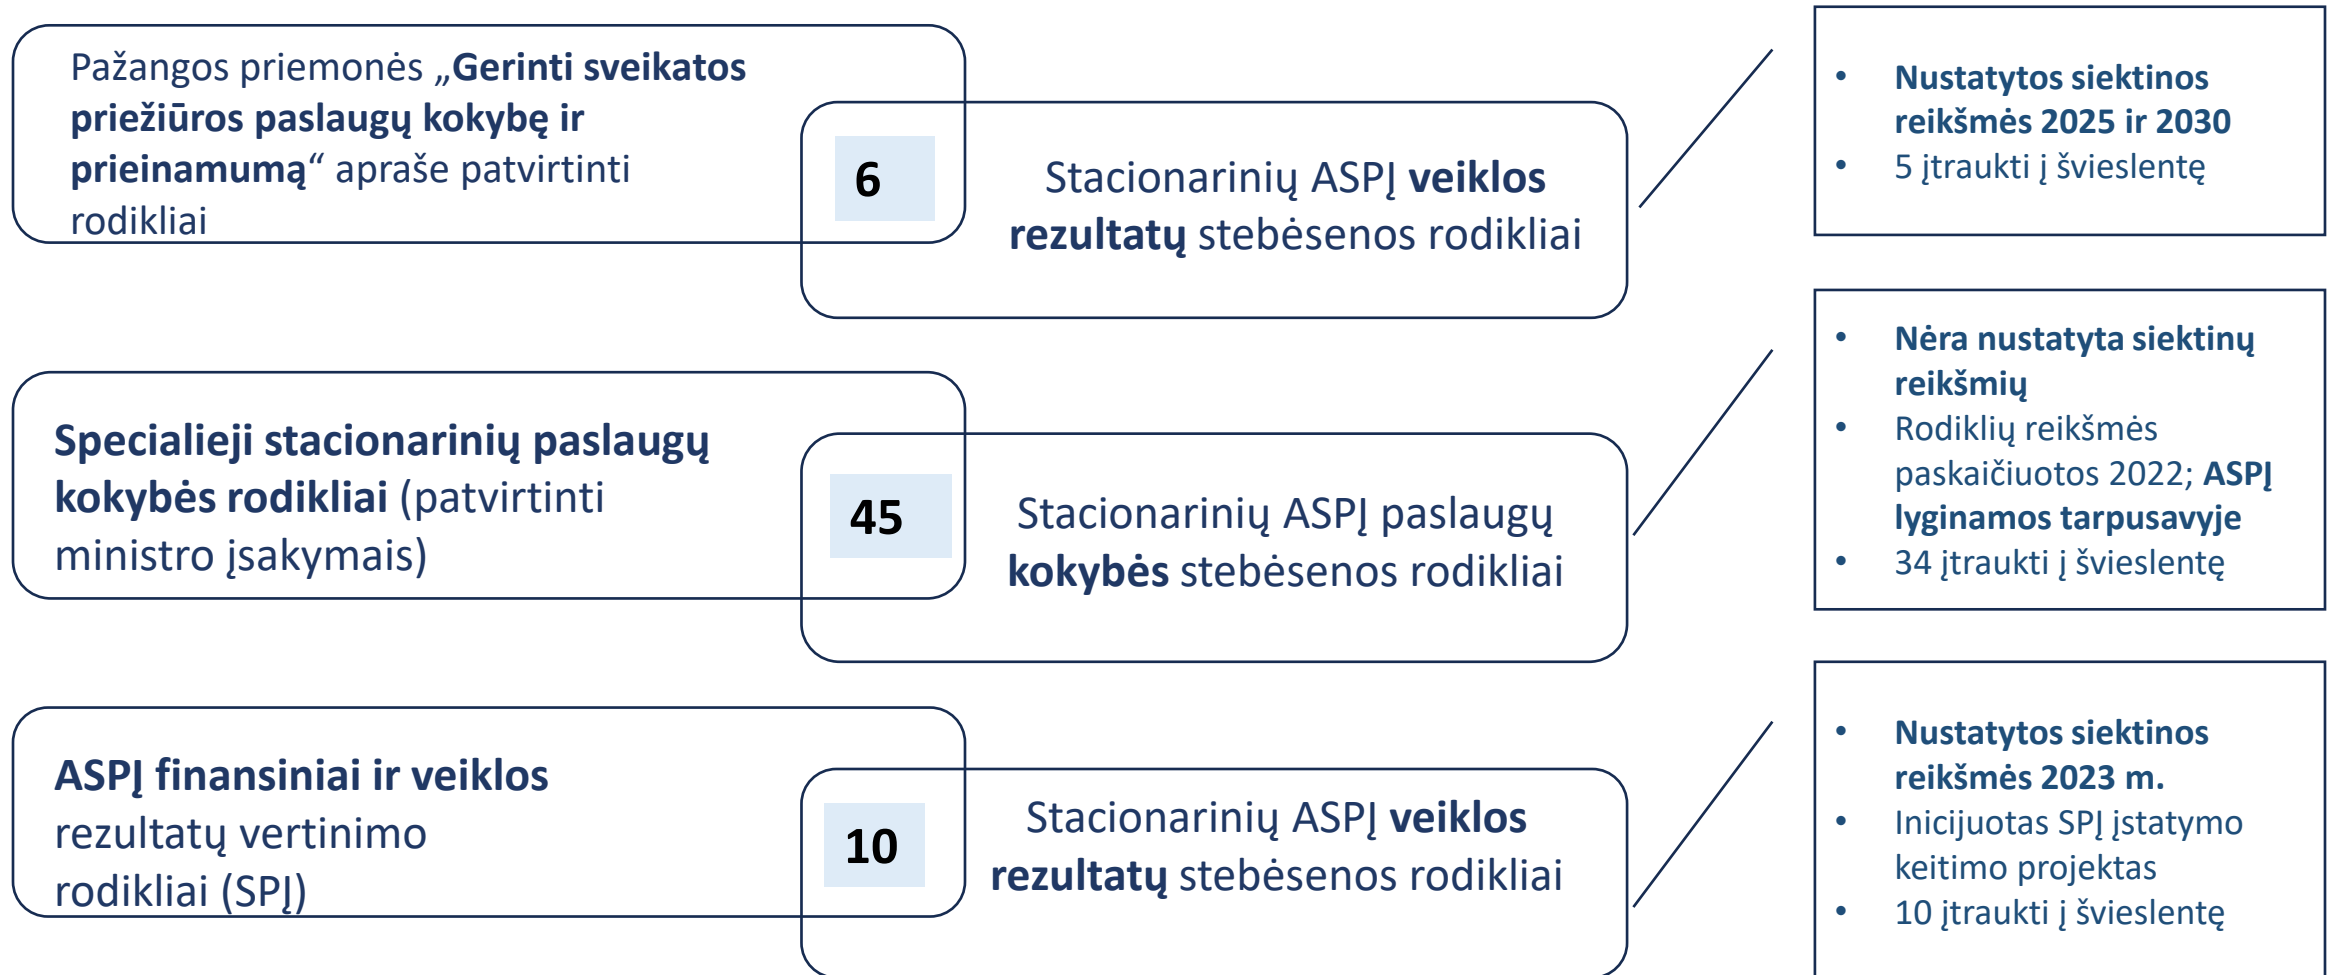 Pažangos priemonės „Gerinti sveikatos
priežiūros paslaugų kokybę ir
prieinamumą“ apraše patvirtinti
rodikliai
6
Stacionarinių ASPĮ veiklos
rezultatų stebėsenos rodikliai
• Nustatytos siektinos
reikšmės 2025 ir 2030
• 5 įtraukti į švieslentę
Specialieji stacionarinių paslaugų
kokybės rodikliai (patvirtinti
ministro įsakymais)
45
Stacionarinių ASPĮ paslaugų
kokybės stebėsenos rodikliai
• Nėra nustatyta siektinų
reikšmių
• Rodiklių reikšmės
paskaičiuotos 2022; ASPĮ
lyginamos tarpusavyje
• 34 įtraukti į švieslentę
ASPĮ finansiniai ir veiklos
rezultatų vertinimo
rodikliai (SPĮ)
10
Stacionarinių ASPĮ veiklos
rezultatų stebėsenos rodikliai
• Nustatytos siektinos
reikšmės 2023 m.
• Inicijuotas SPĮ įstatymo
keitimo projektas
• 10 įtraukti į švieslentę